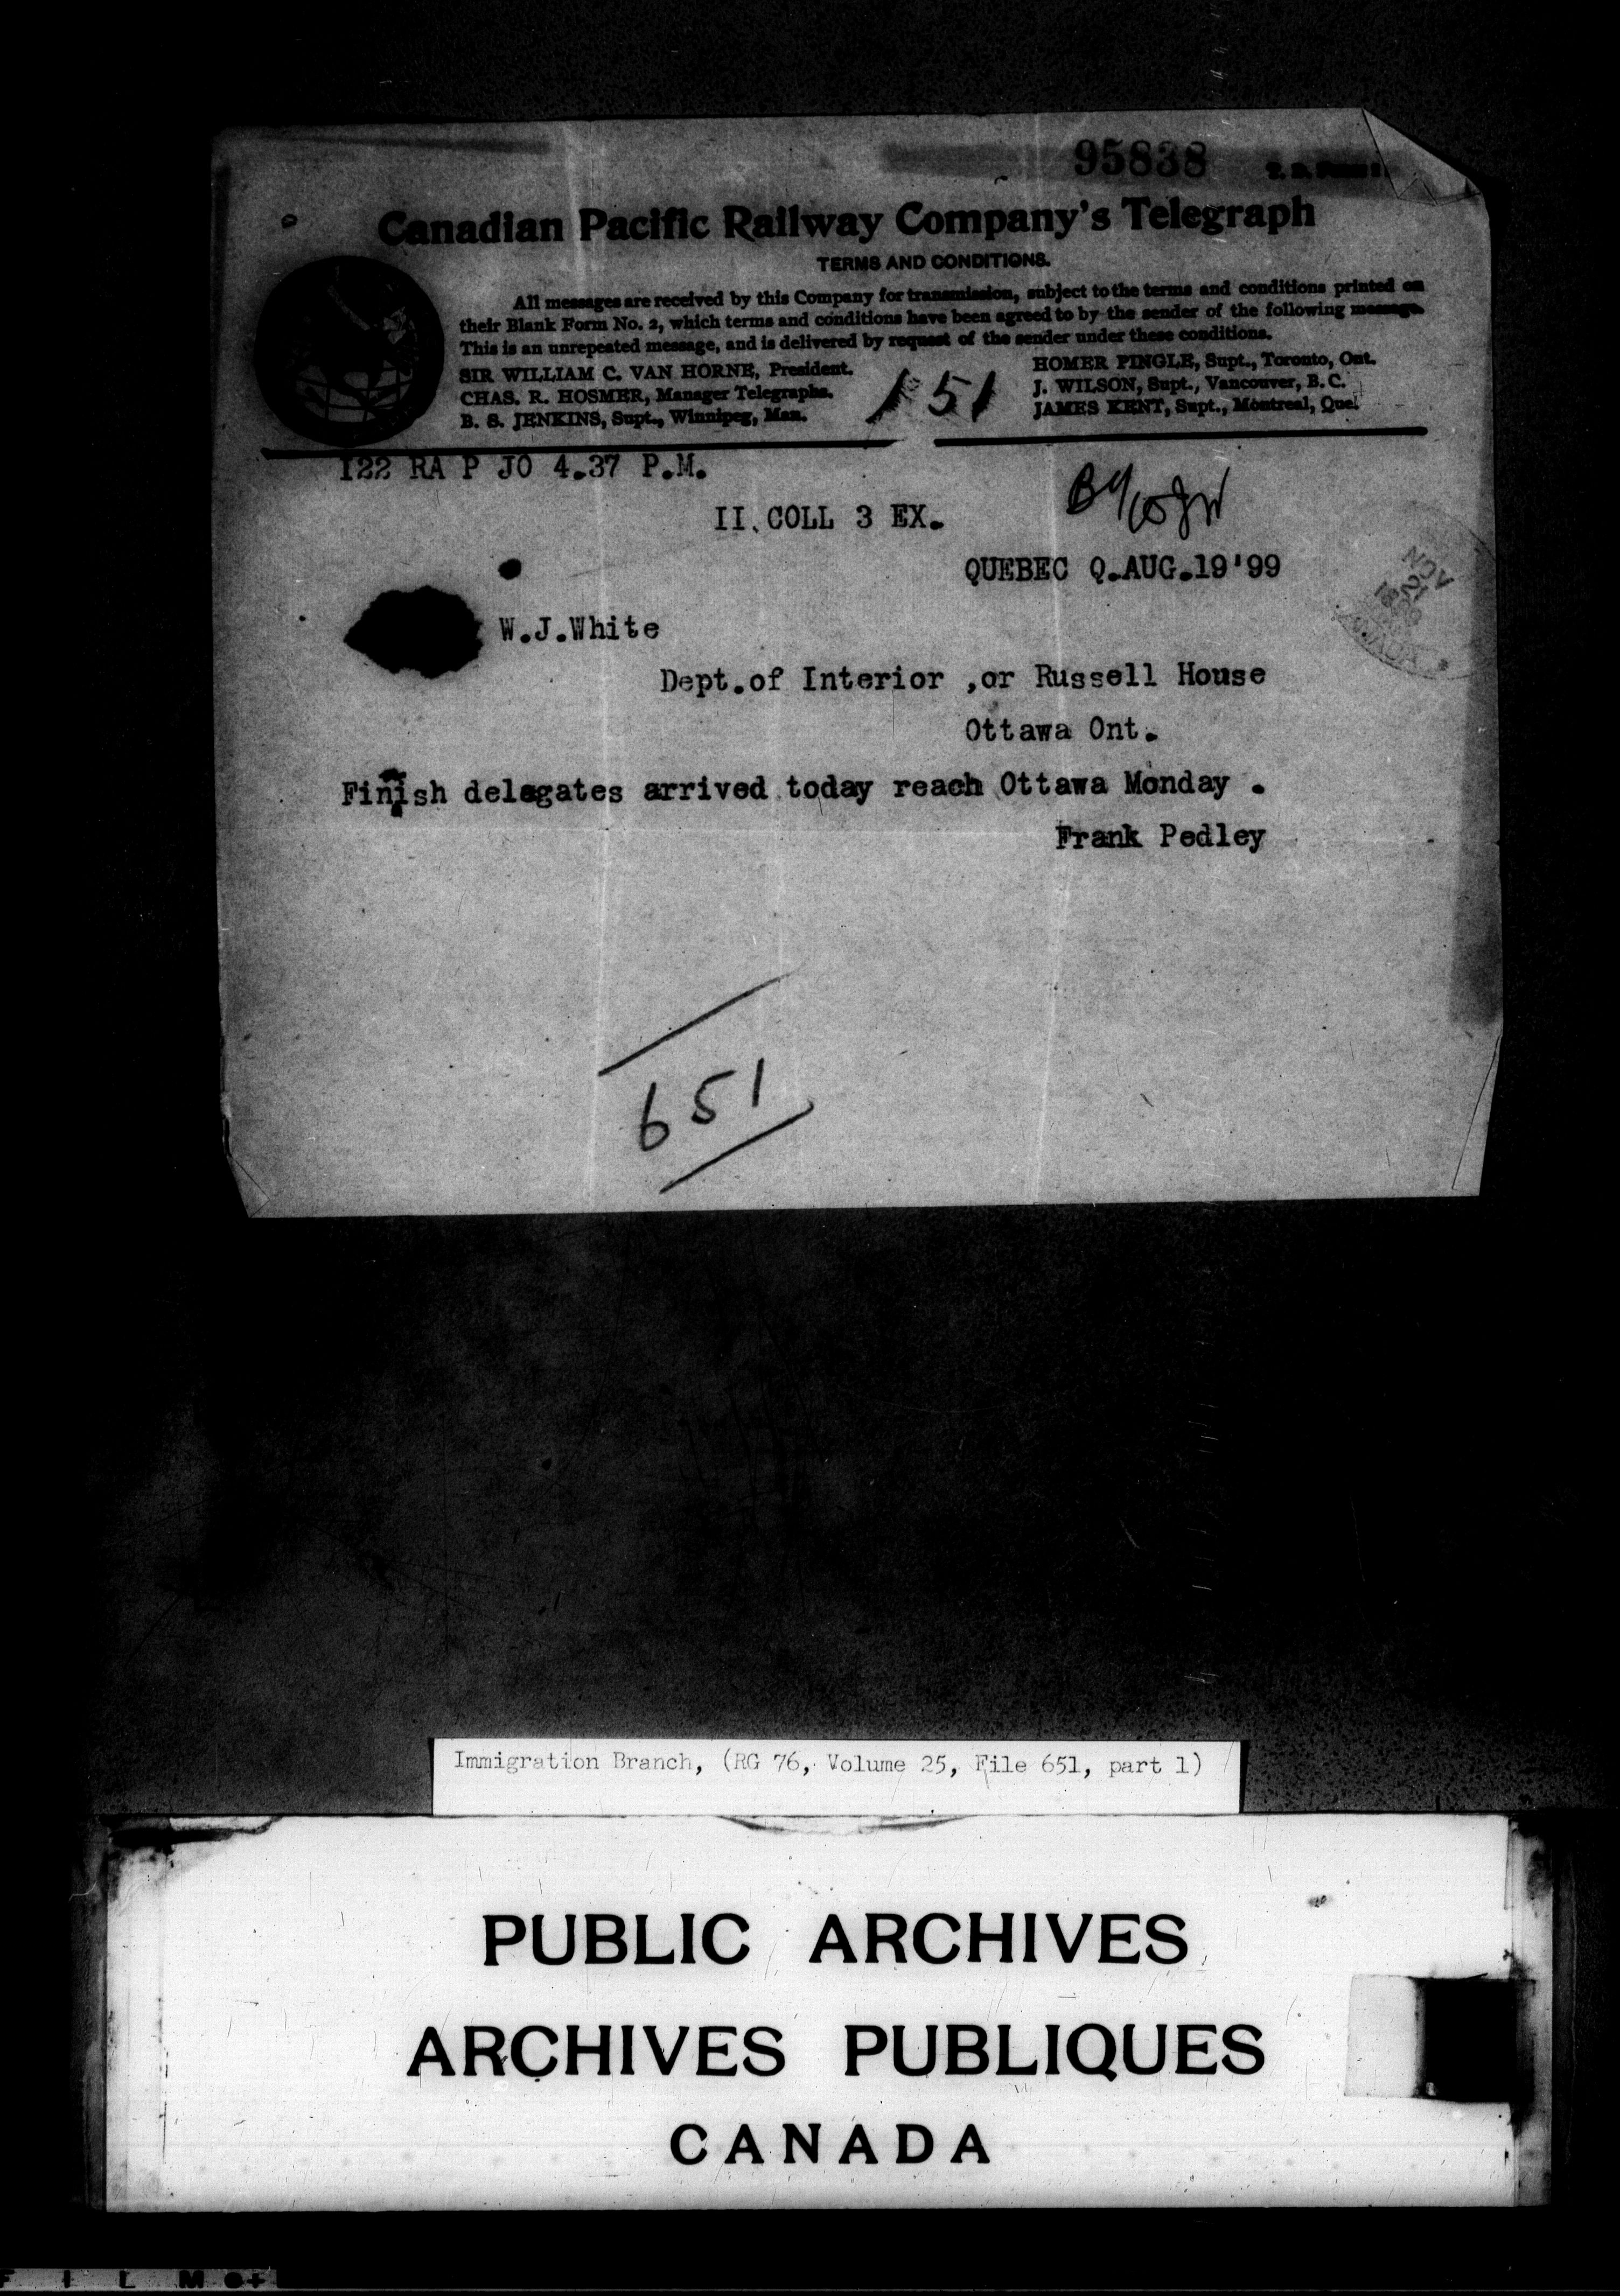 95838
Canadian Pacific Railway Company's Telegraph
TERMS AND CONDITIONS.
All messages are received by this Company for transmission, subject to the terms and conditions printed on
their Blank Form No. 2, which terms and conditions have been agreed to by the sender of the following message.
This is an unrepeated message, and is delivered by request of the sender under these conditions.
SIR WILLIAM C. VAN HORNE, President.
CHAS. R. HOSMER, Manager Telegraphs.
B. S. JENKINS, Supt., Winnipeg, Man.
151
HOMER PINGLE, Supt., Toronto, Ont.
J. WILSON, Supt., Vancouver, B.C.
JAMES KENT, Supt., Montreal, Que.
I22 RA P JO 4.37 P.M.
II.COLL 3 EX.
QUEBEC Q.AUG.19'99
NOV
21
1899
CANADA
W.J.White
Dept.of Interior ,or Russell House
Ottawa Ont.
Finish delegates arrived today reach Ottawa Monday .
Frank Pedley
651
Immigration Branch, (RG 76, Volume 25, File 651, part 1)
PUBLIC ARCHIVES
ARCHIVES PUBLIQUES
CANADA
F I L M